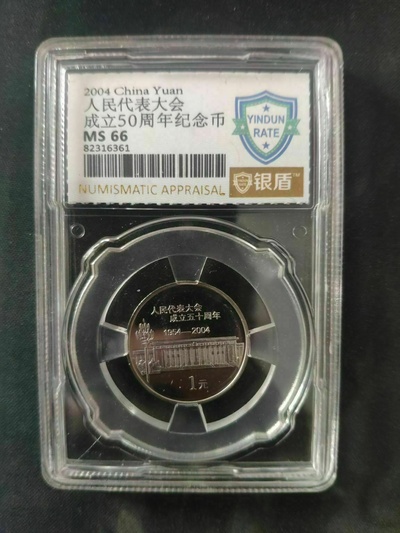 2004 China Yuan
人民代表大会
成立50周年纪念币
MS 66
82316361
YINDUN
RATE
NUMISMATIC APPRAISAL
银盾™
人民代表大会
成立五十周年
1954—2004
1元